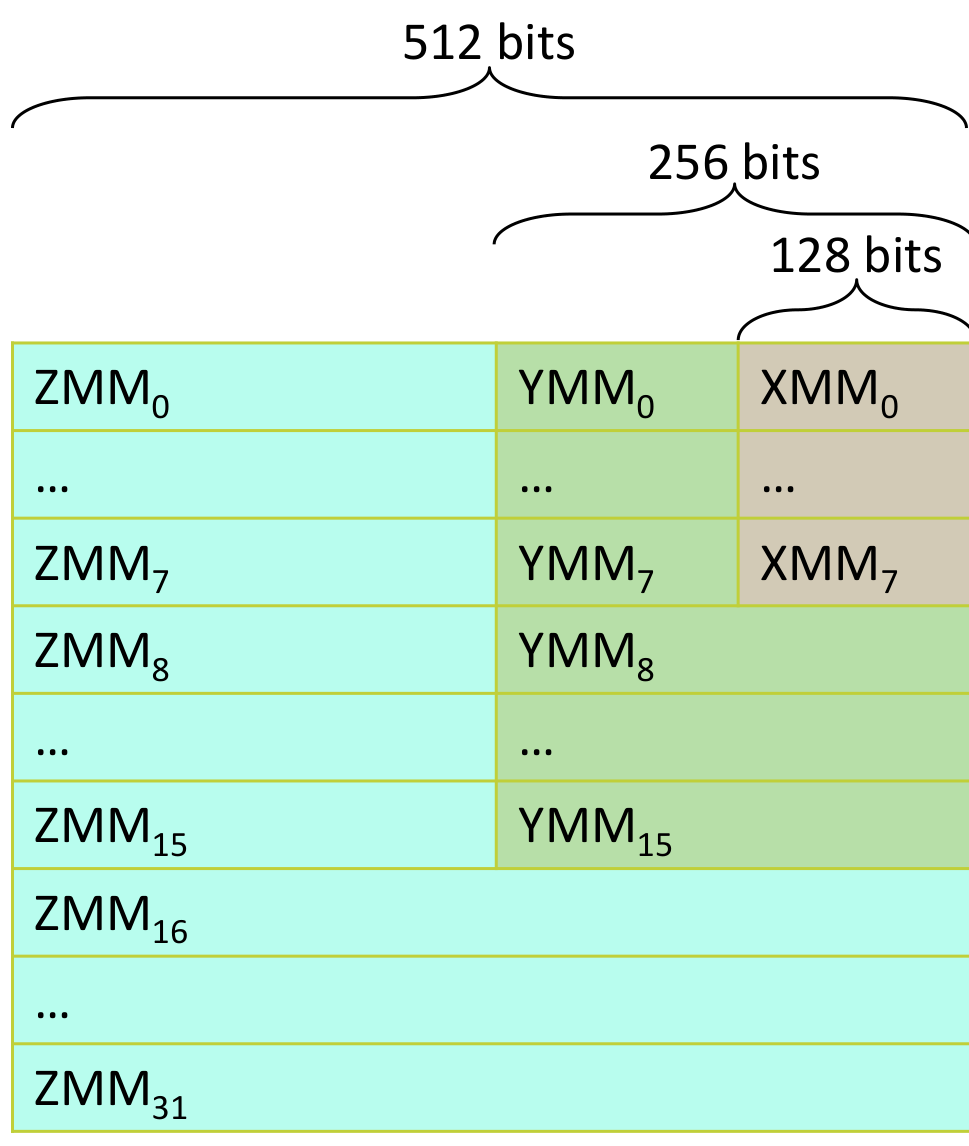 512 bits
256 bits
128 bits
ZMM₀ YMM₀ XMM₀
... ... ...
ZMM₇ YMM₇ XMM₇
ZMM₈ YMM₈
... ...
ZMM₁₅ YMM₁₅
ZMM₁₆
...
ZMM₃₁